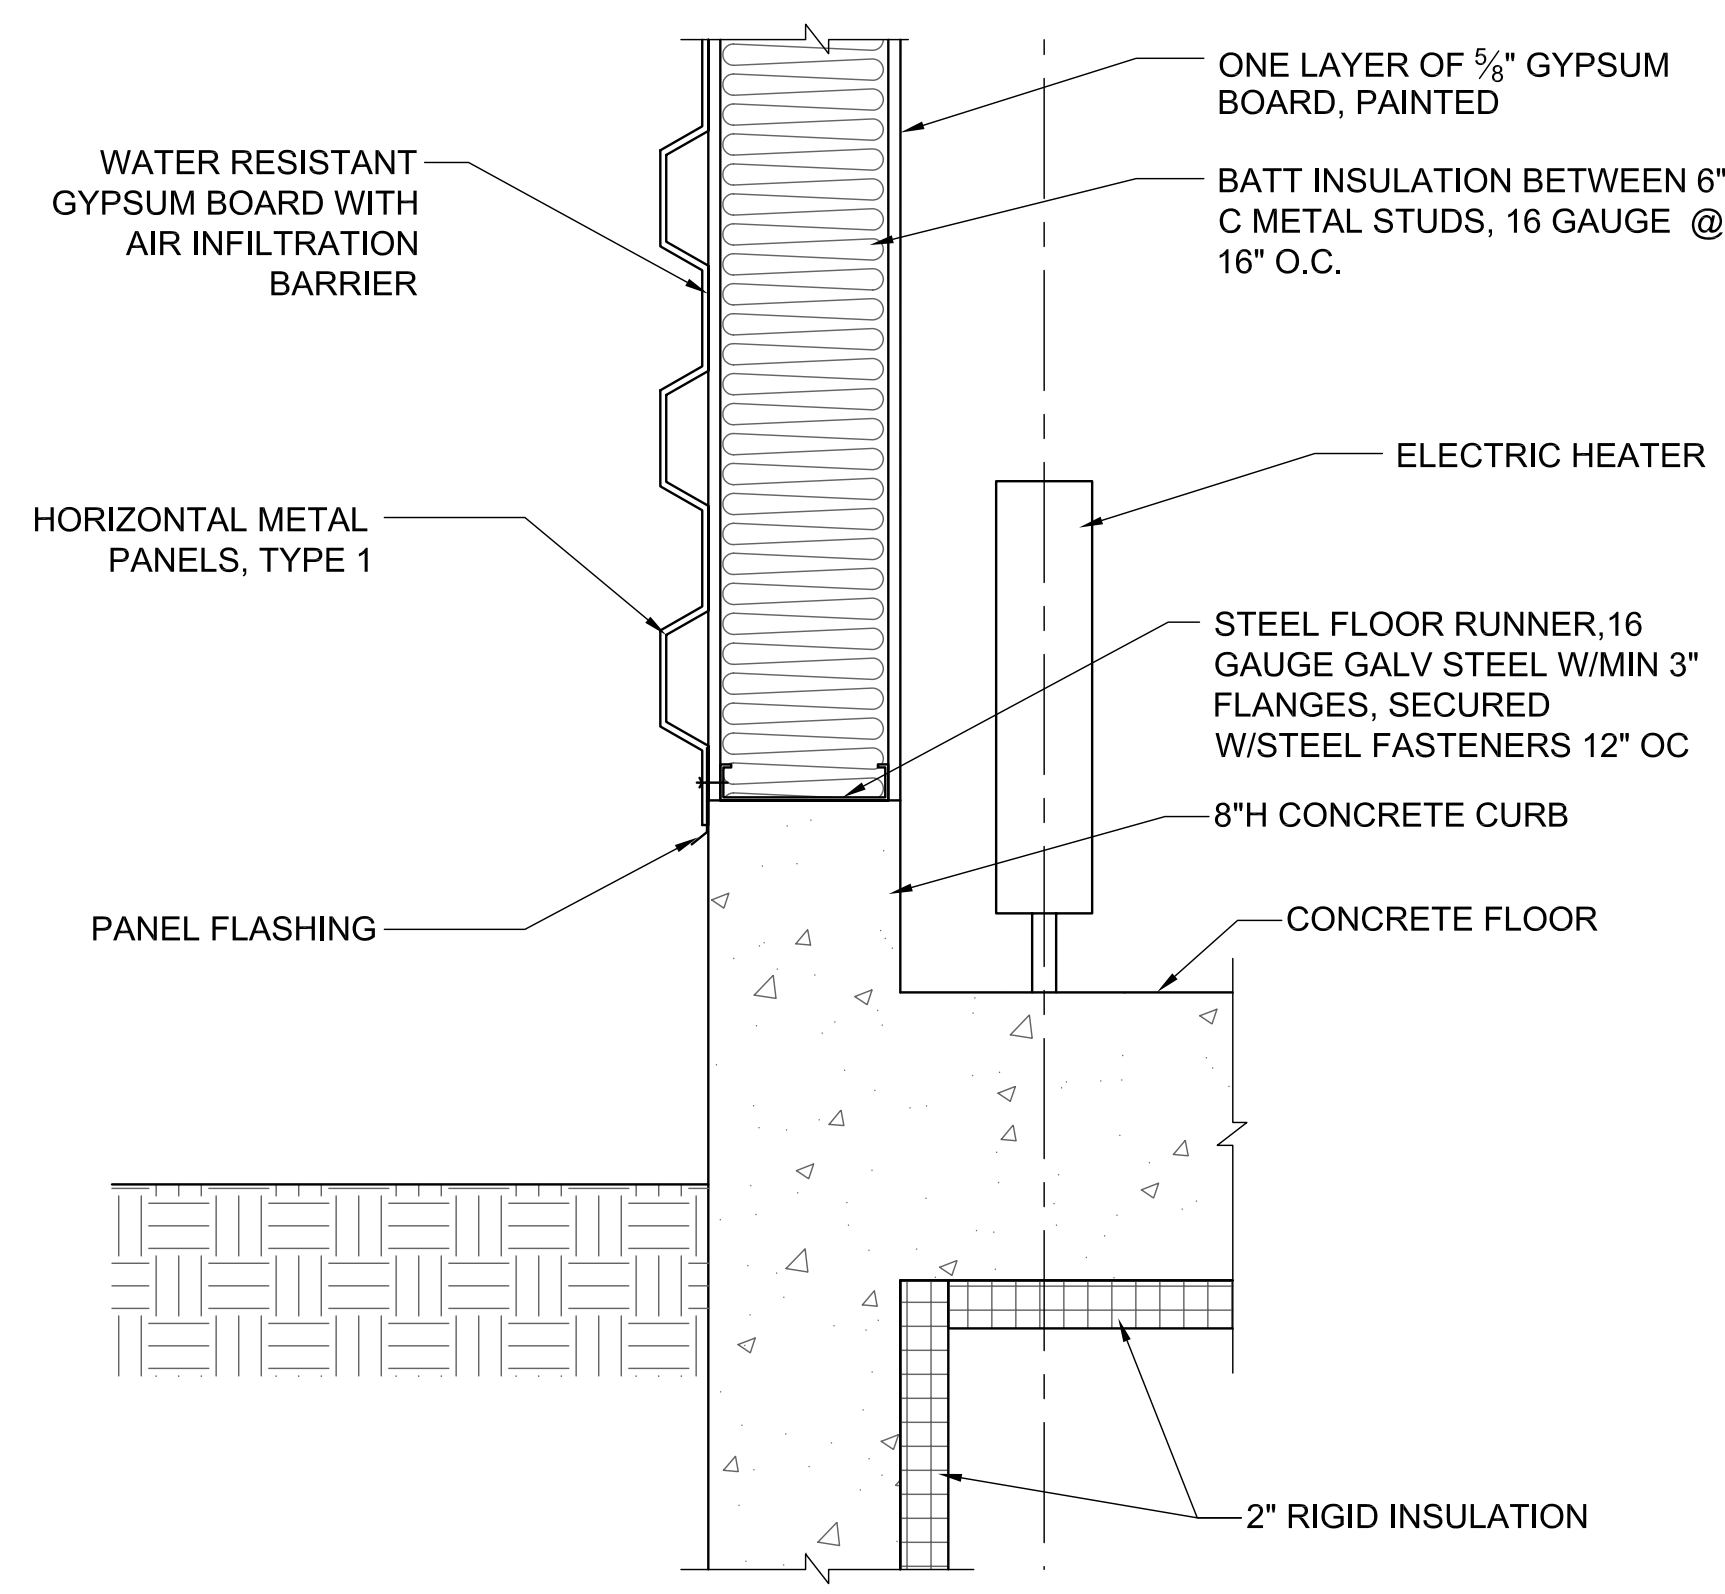 ONE LAYER OF 5⁄8" GYPSUM
BOARD, PAINTED
WATER RESISTANT
GYPSUM BOARD WITH
AIR INFILTRATION
BARRIER
BATT INSULATION BETWEEN 6"
C METAL STUDS, 16 GAUGE @
16" O.C.
ELECTRIC HEATER
HORIZONTAL METAL
PANELS, TYPE 1
STEEL FLOOR RUNNER,16
GAUGE GALV STEEL W/MIN 3"
FLANGES, SECURED
W/STEEL FASTENERS 12" OC
8"H CONCRETE CURB
PANEL FLASHING
CONCRETE FLOOR
2" RIGID INSULATION